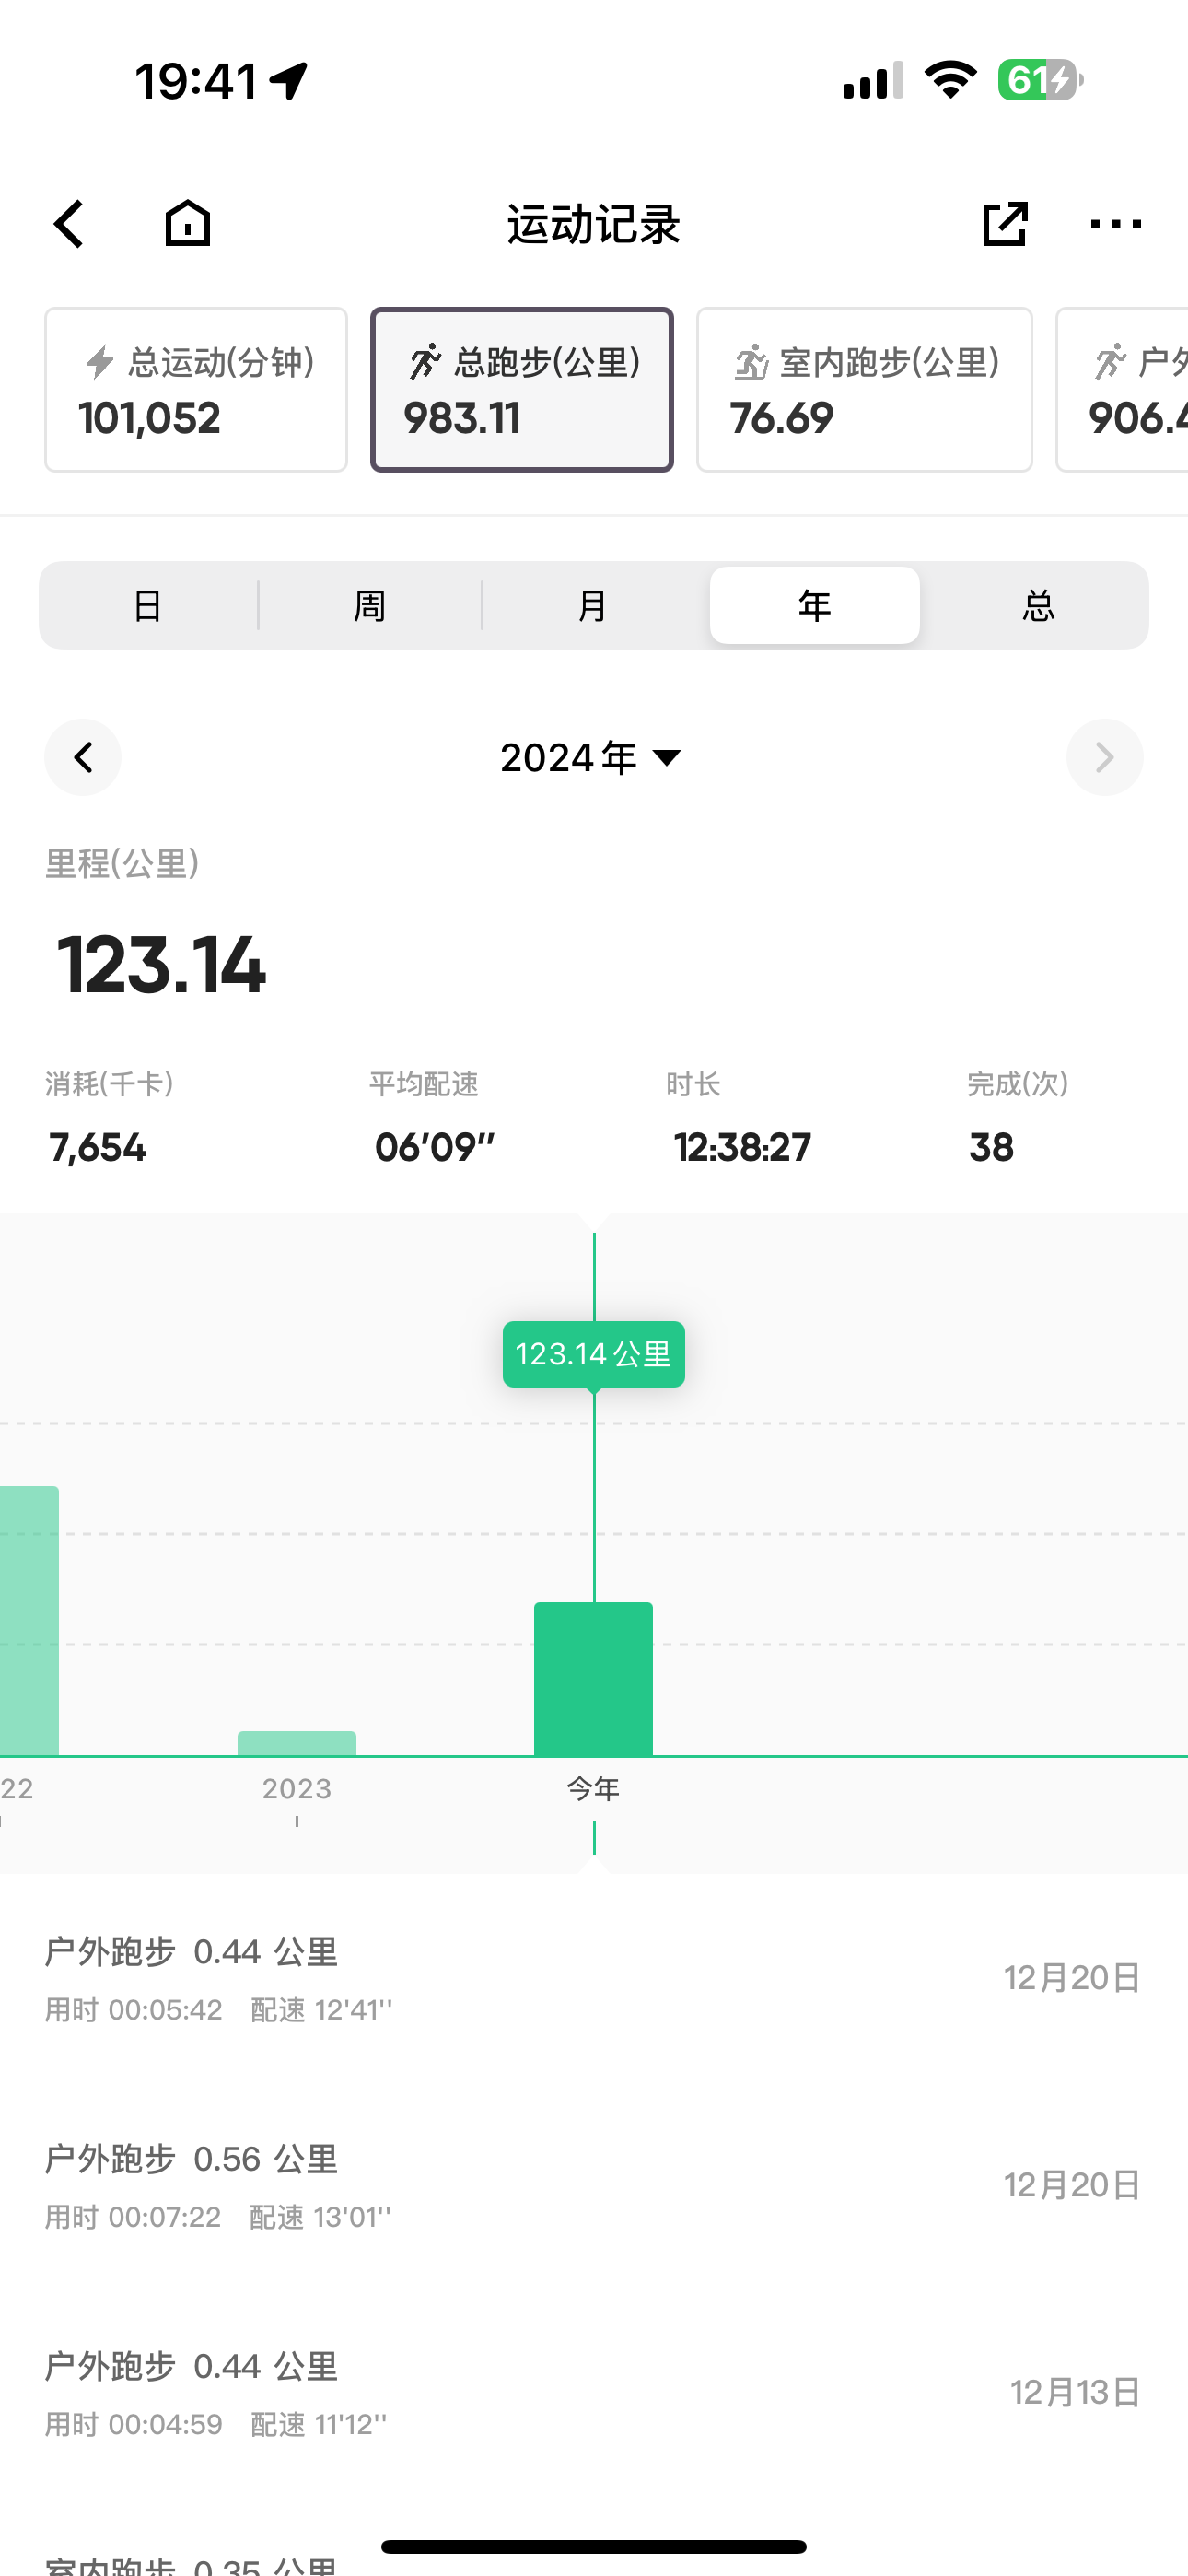 19:41
61
运动记录
总运动(分钟) 总跑步(公里) 室内跑步(公里) 户外
101,052 983.11 76.69 906.4
日 周 月 年 总
2024年
里程(公里)
123.14
消耗(千卡) 平均配速 时长 完成(次)
7,654 06'09" 12:38:27 38
123.14公里
22 2023 今年
户外跑步 0.44 公里
12月20日
用时 00:05:42 配速 12'41''
户外跑步 0.56 公里
12月20日
用时 00:07:22 配速 13'01''
户外跑步 0.44 公里
12月13日
用时 00:04:59 配速 11'12''
室内跑步 0.35 公里